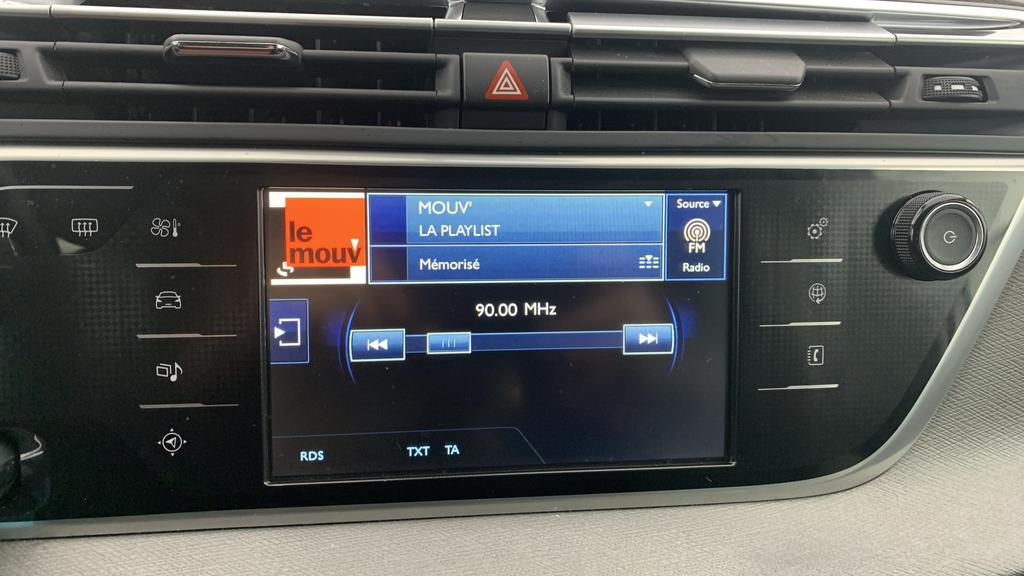 le
mouv
MOUV'
LA PLAYLIST
Mémorisé
Source
FM
Radio
90.00 MHz
RDS
TXT TA